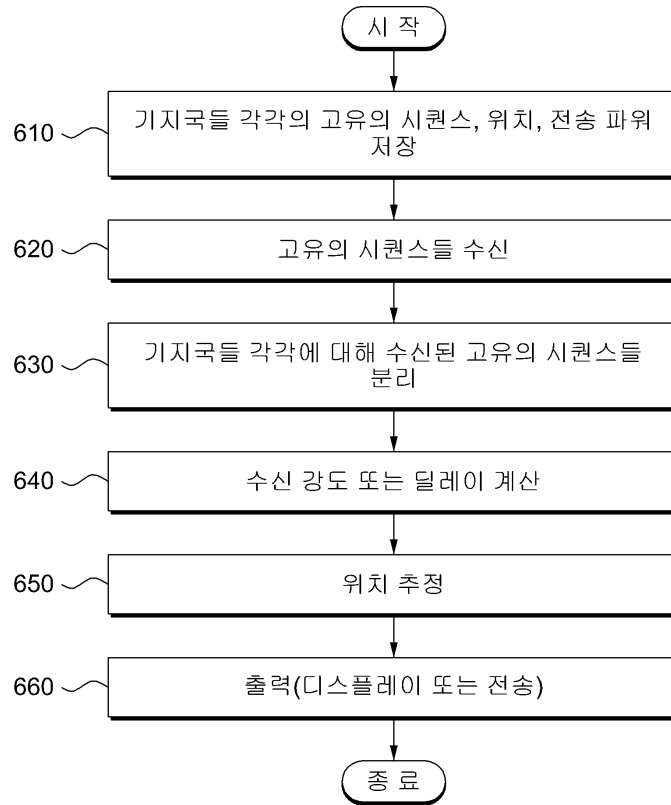 시 작
610
기지국들 각각의 고유의 시퀀스, 위치, 전송 파워
저장
620
고유의 시퀀스들 수신
630
기지국들 각각에 대해 수신된 고유의 시퀀스들
분리
640
수신 강도 또는 딜레이 계산
650
위치 추정
660
출력(디스플레이 또는 전송)
종 료